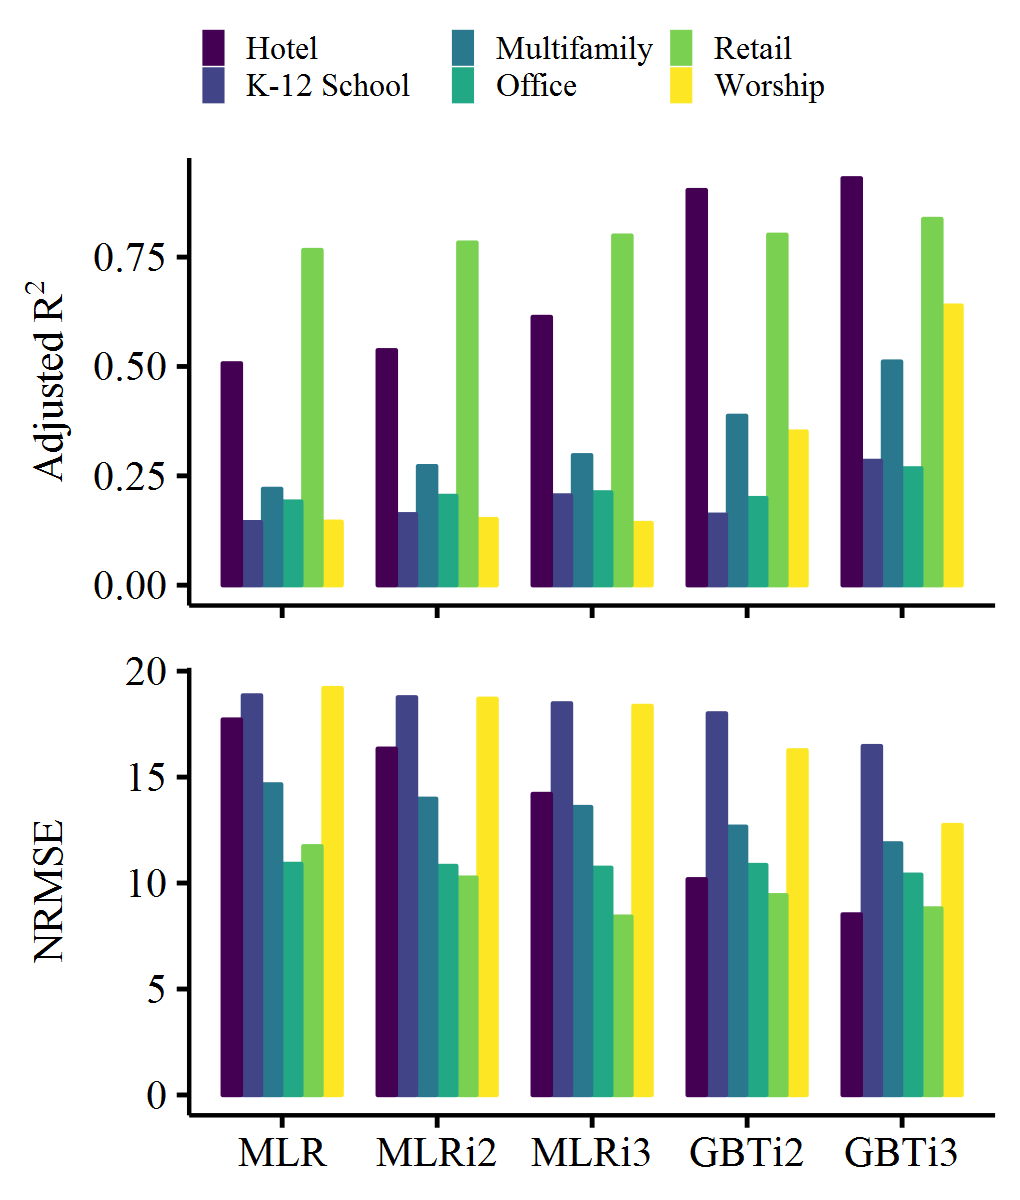 Hotel Multifamily Retail
K-12 School Office Worship
Adjusted R²
0.75
0.50
0.25
0.00
NRMSE
20
15
10
5
0
MLR MLRi2 MLRi3 GBTi2 GBTi3